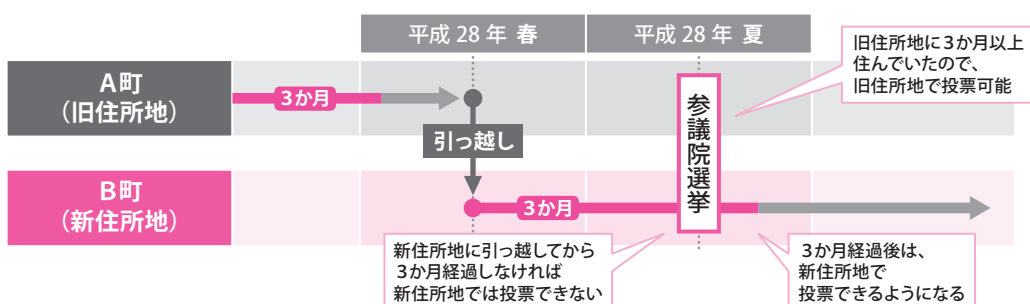 平成 28 年 春
平成 28 年 夏
旧住所地に3か月以上
住んでいたので、
旧住所地で投票可能
A町
（旧住所地）
3か月
引っ越し
参議院選挙
B町
（新住所地）
3か月
新住所地に引っ越してから
3か月経過しなければ
新住所地では投票できない
3か月経過後は、
新住所地で
投票できるようになる